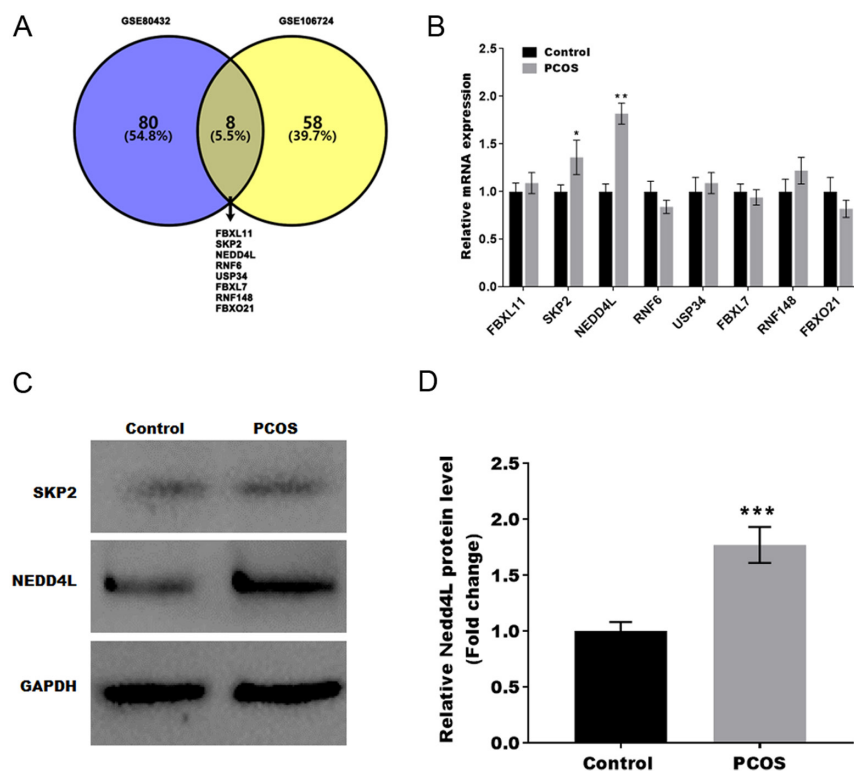 A
GSE80432
GSE106724
80
(54.8%)
8
(5.5%)
58
(39.7%)
FBXL11
SKP2
NEDD4L
RNF6
USP34
FBXL7
RNF148
FBXO21
B
Relative mRNA expression
2.5
2.0
1.5
1.0
0.5
0.0
Control
PCOS
*
**
FBXL11
SKP2
NEDD4L
RNF6
USP34
FBXL7
RNF148
FBXO21
C
Control
PCOS
SKP2
NEDD4L
GAPDH
D
Relative Nedd4L protein level
(Fold change)
2.5
2.0
1.5
1.0
0.5
0.0
***
Control
PCOS